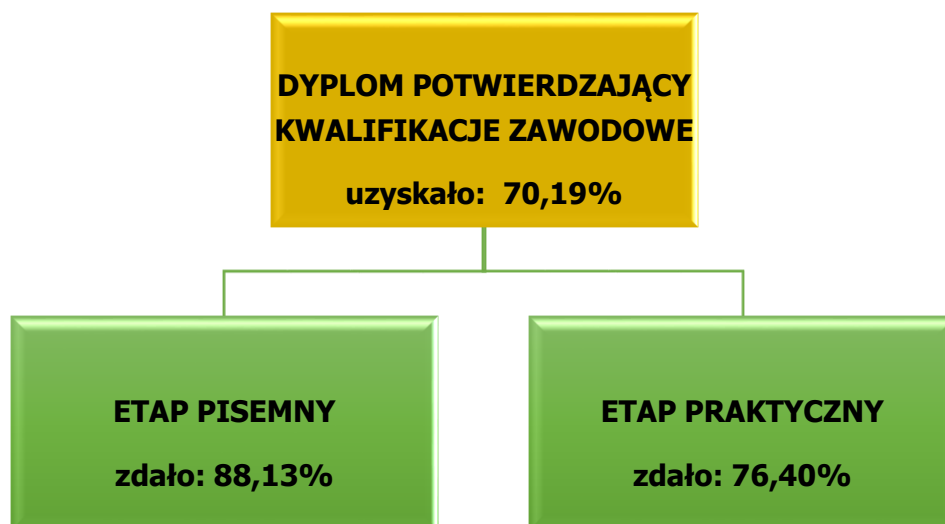 DYPLOM POTWIERDZAJĄCY
KWALIFIKACJE ZAWODOWE
uzyskało: 70,19%
ETAP PISEMNY
zdało: 88,13%
ETAP PRAKTYCZNY
zdało: 76,40%